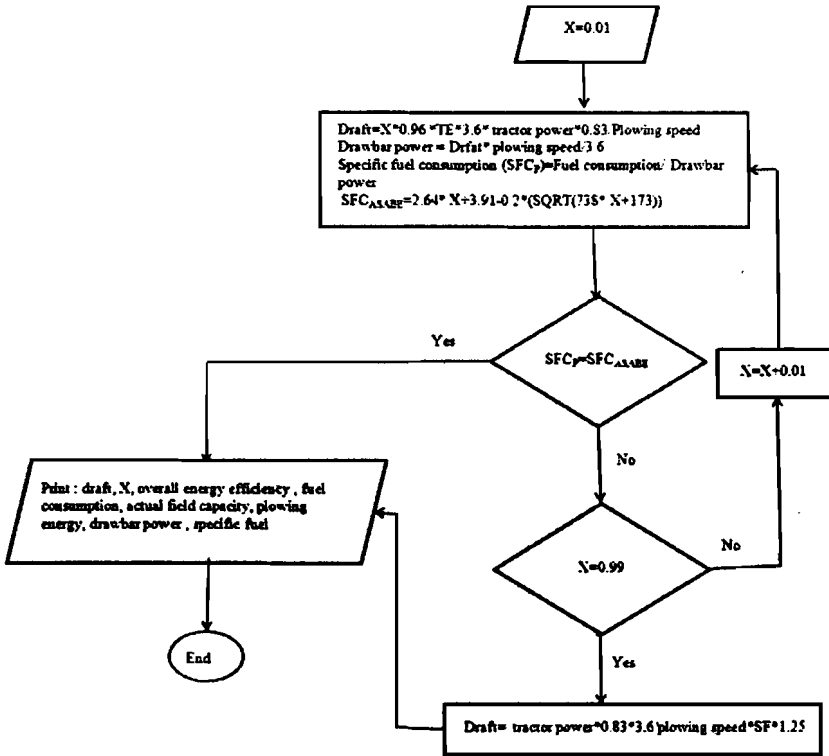 X=0.01
Draft=X*0.96 *TE*3.6* tractor power*0.83/Plowing speed
Drawbar power = Drfat* plowing speed/3.6
Specific fuel consumption (SFCP)=Fuel consumption/ Drawbar
power
SFCASABE=2.64* X+3.91-0.2*(SQRT(738* X+173))
Yes
SFCP=SFCASABE
X=X+0.01
No
Print : draft, X, overall energy efficiency , fuel
consumption, actual field capacity, plowing
energy, drawbar power , specific fuel
No
X=0.99
End
Yes
Draft= tractor power*0.83*3.6/plowing speed*SF*1.25